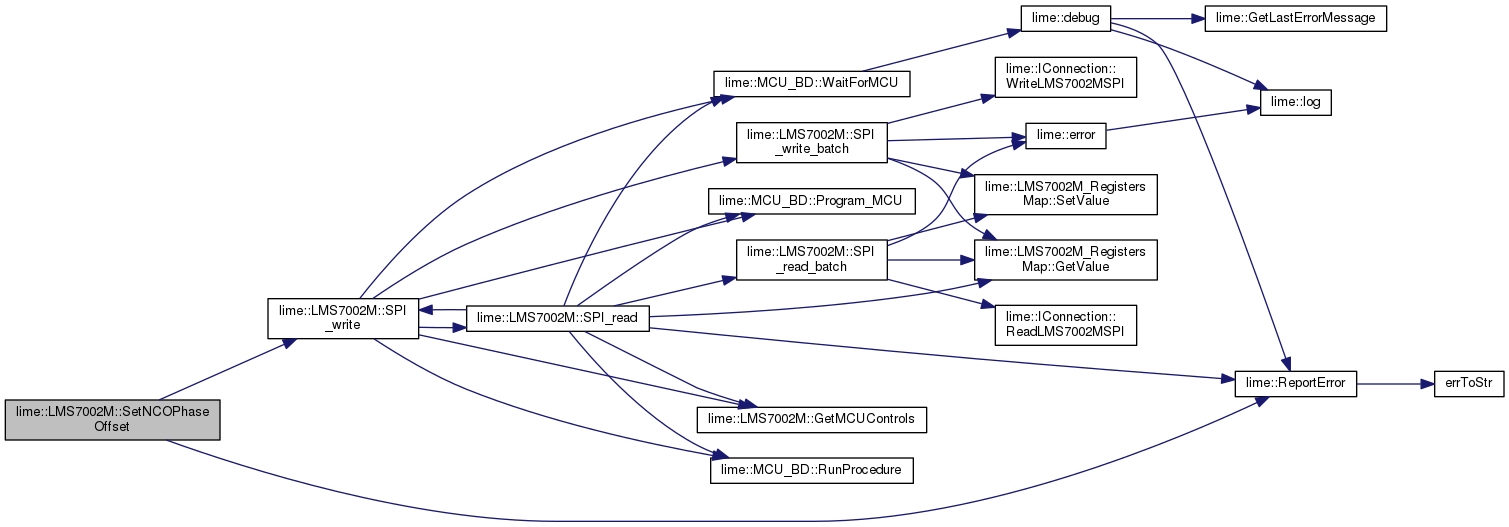 lime::debug
lime::GetLastErrorMessage
lime::MCU_BD::WaitForMCU
lime::IConnection::
WriteLMS7002MSPI
lime::log
lime::LMS7002M::SPI
_write_batch
lime::error
lime::LMS7002M_Registers
Map::SetValue
lime::MCU_BD::Program_MCU
lime::LMS7002M::SPI
_read_batch
lime::LMS7002M_Registers
Map::GetValue
lime::LMS7002M::SPI
_write
lime::LMS7002M::SPI_read
lime::IConnection::
ReadLMS7002MSPI
lime::ReportError
errToStr
lime::LMS7002M::SetNCOPhase
Offset
lime::LMS7002M::GetMCUControls
lime::MCU_BD::RunProcedure